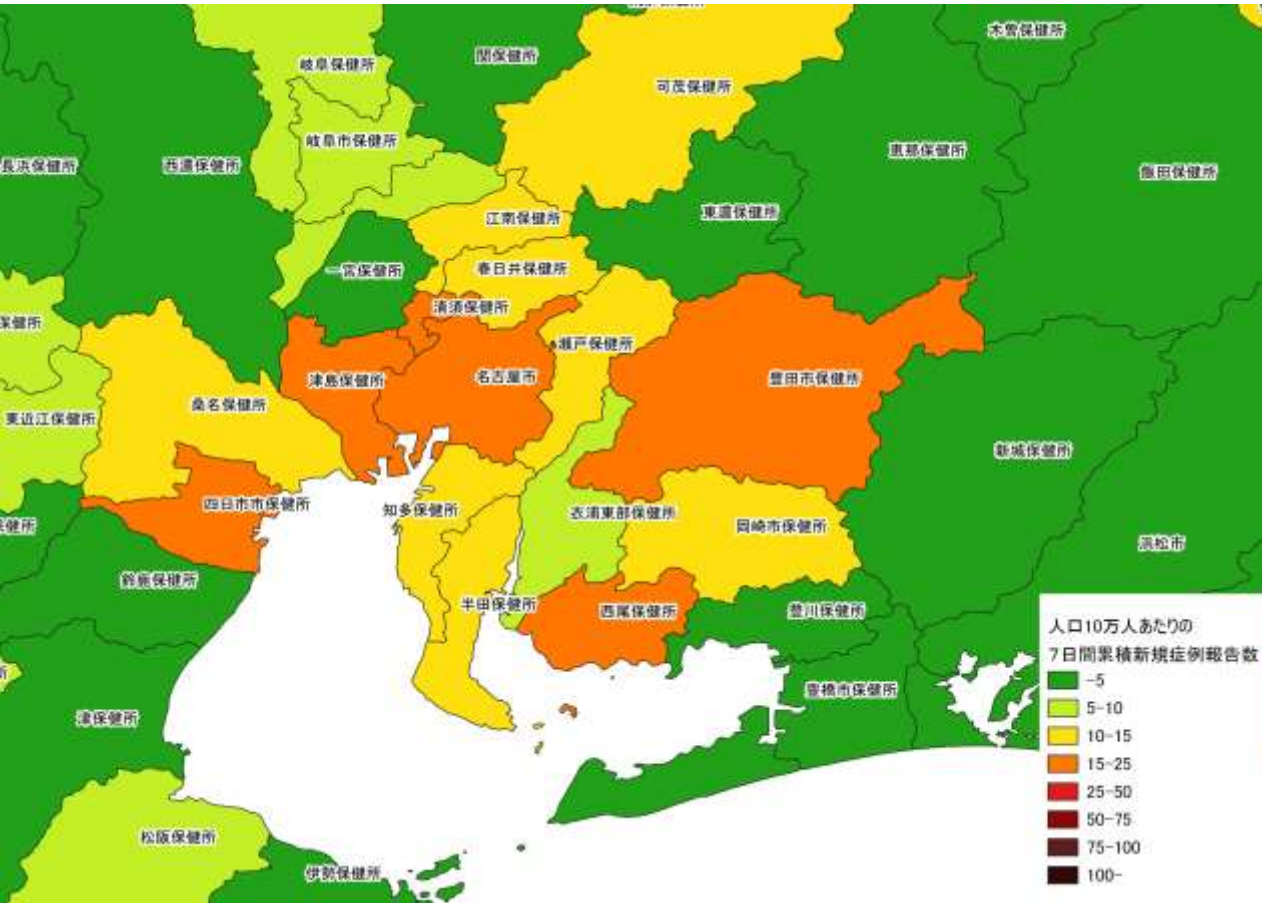 木曽保健所
関保健所
岐阜保健所
可茂保健所
岐阜市保健所
恵那保健所
長浜保健所
西濃保健所
飯田保健所
東濃保健所
江南保健所
一宮保健所
春日井保健所
清須保健所
保健所
瀬戸保健所
津島保健所
名古屋市
豊田市保健所
桑名保健所
東近江保健所
新城保健所
四日市市保健所
知多保健所
衣浦東部保健所
岡崎市保健所
保健所
浜松市
鈴鹿保健所
半田保健所
西尾保健所
豊川保健所
豊橋市保健所
津保健所
松阪保健所
伊勢保健所
人口10万人あたりの
7日間累積新規症例報告数
-5
5-10
10-15
15-25
25-50
50-75
75-100
100-